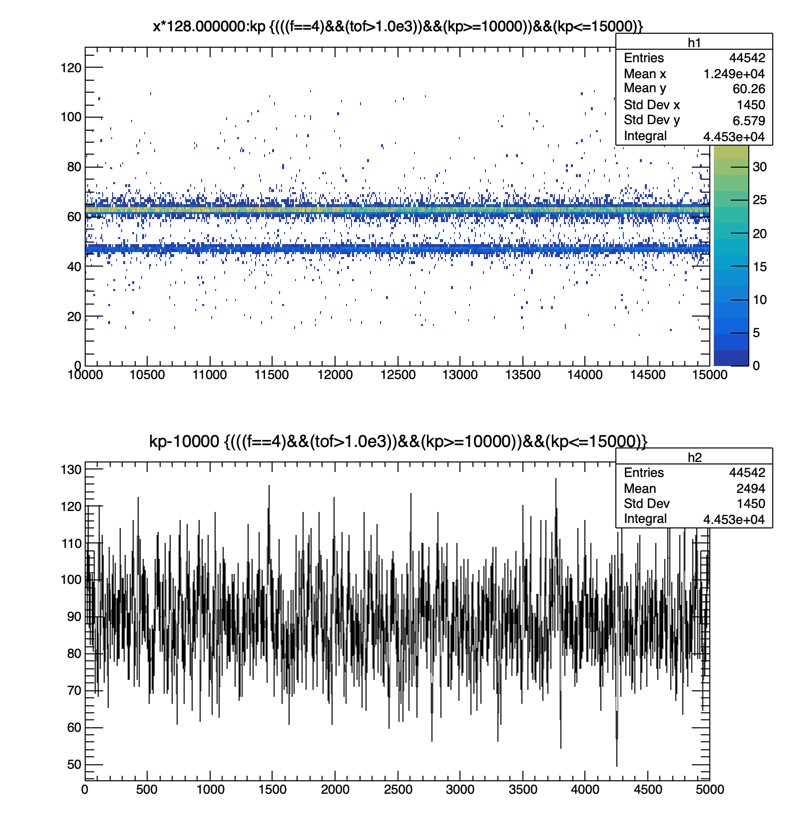 x*128.000000:kp {(((f==4)&&(tof>1.0e3))&&(kp>=10000))&&(kp<=15000)}
h1
Entries 44542
Mean x 1.249e+04
Mean y 60.26
Std Dev x 1450
Std Dev y 6.579
Integral 4.453e+04
120
100
80
60
40
20
0
10000 10500 11000 11500 12000 12500 13000 13500 14000 14500 15000
30
25
20
15
10
5
0
kp-10000 {(((f==4)&&(tof>1.0e3))&&(kp>=10000))&&(kp<=15000)}
h2
Entries 44542
Mean 2494
Std Dev 1450
Integral 4.453e+04
130
120
110
100
90
80
70
60
50
0 500 1000 1500 2000 2500 3000 3500 4000 4500 5000